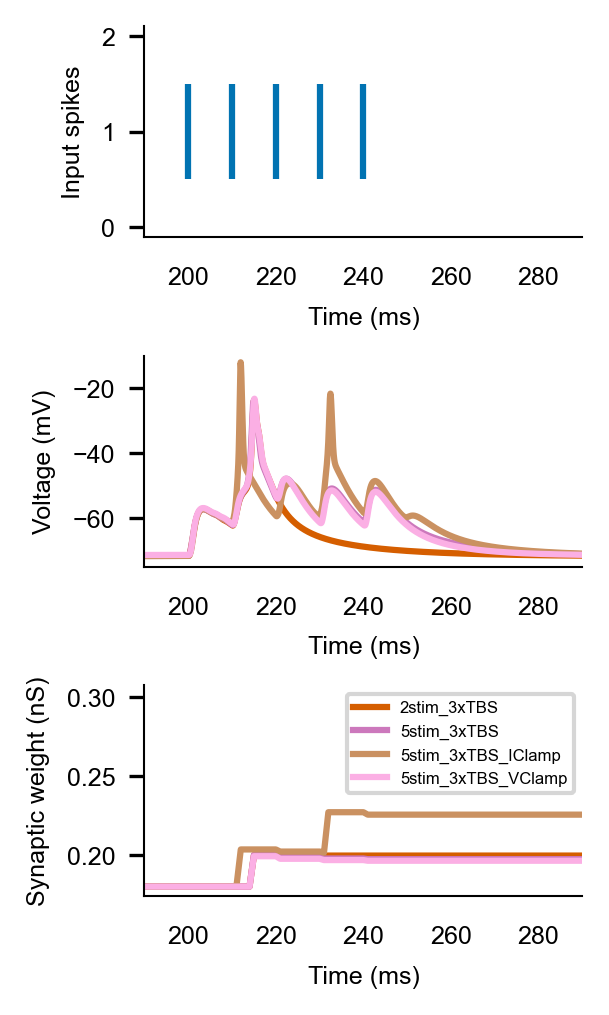 2
1
0
Input spikes
200 220 240 260 280
Time (ms)
−20
−40
−60
Voltage (mV)
200 220 240 260 280
Time (ms)
0.30
0.25
0.20
Synaptic weight (nS)
2stim_3xTBS
5stim_3xTBS
5stim_3xTBS_IClamp
5stim_3xTBS_VClamp
200 220 240 260 280
Time (ms)